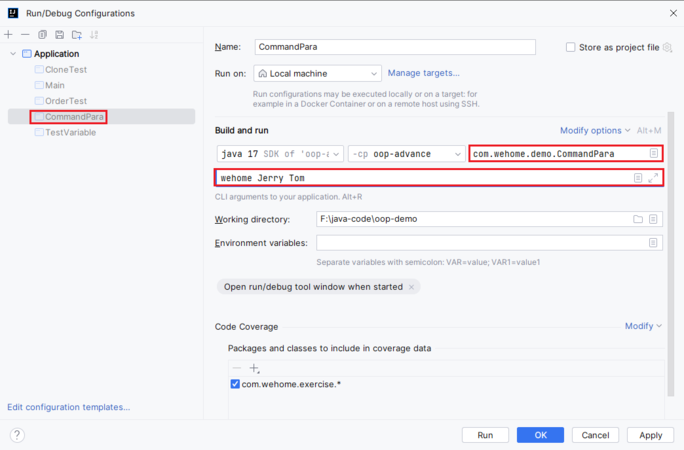 Run/Debug Configurations
Application
CloneTest
Main
OrderTest
CommandPara
TestVariable
Edit configuration templates...
Name: CommandPara
Store as project file
Run on: Local machine
Manage targets...
Run configurations may be executed locally or on a target: for
example in a Docker Container or on a remote host using SSH.
Build and run
Modify options Alt+M
java 17 SDK of 'oop-a
-cp oop-advance
com.wehome.demo.CommandPara
wehome Jerry Tom
CLI arguments to your application. Alt+R
Working directory: F:\java-code\oop-demo
Environment variables:
Separate variables with semicolon: VAR=value; VAR1=value1
Open run/debug tool window when started
Code Coverage
Modify
Packages and classes to include in coverage data
com.wehome.exercise.*
?
Run
OK
Cancel
Apply